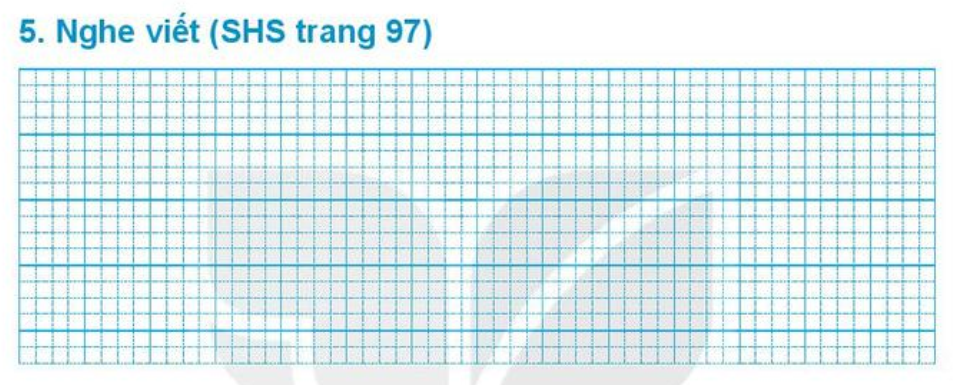 5. Nghe viết (SHS trang 97)